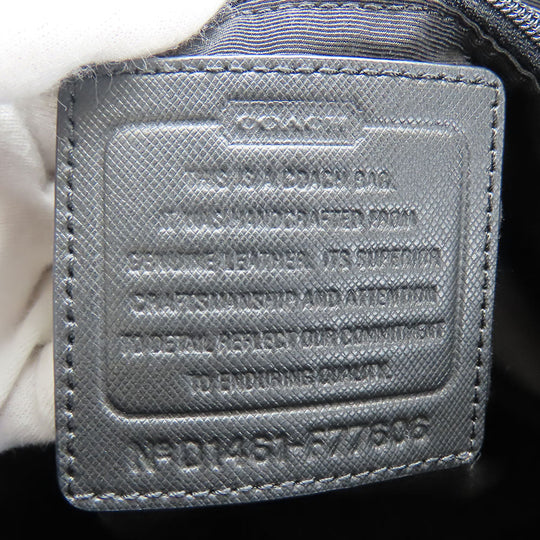 COACH
THIS IS A COACH BAG.
IT WAS HANDCRAFTED FROM
GENUINE LEATHER. ITS SUPERIOR
CRAFTSMANSHIP AND ATTENTION
TO DETAIL REFLECT OUR COMMITMENT
TO ENDURING QUALITY.
Nº D1461-F77606